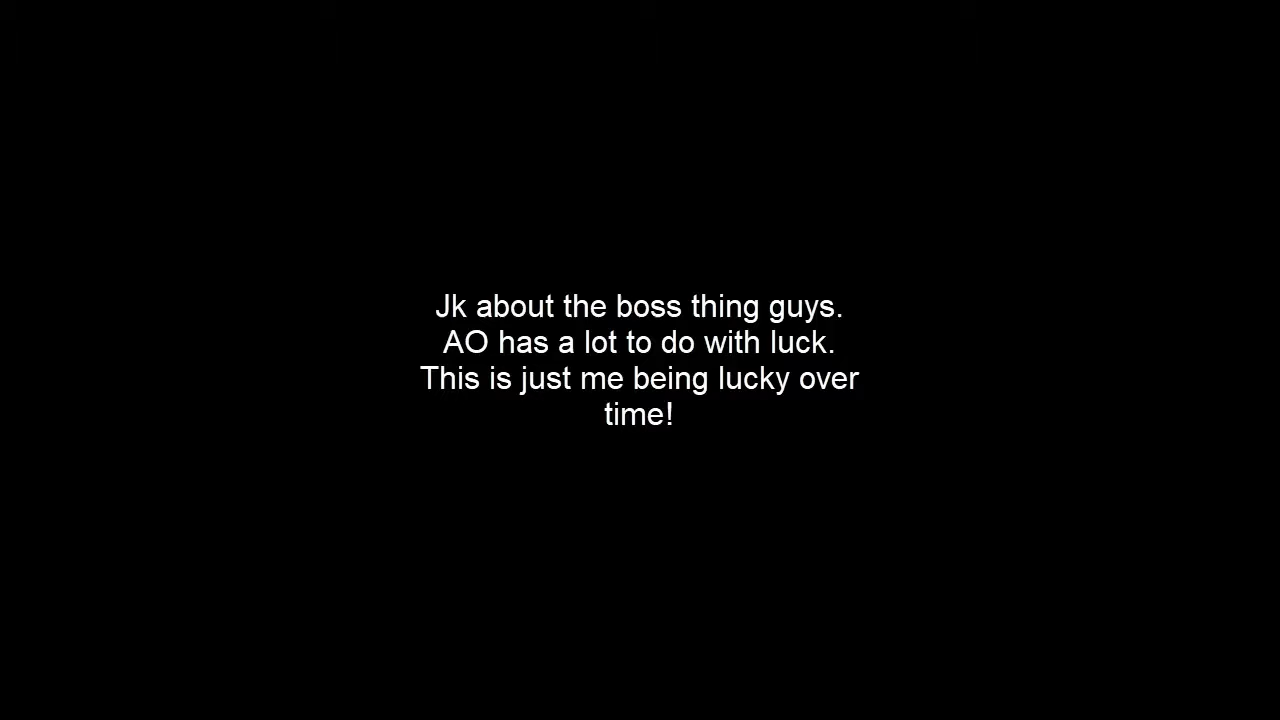 Jk about the boss thing guys.
AO has a lot to do with luck.
This is just me being lucky over
time!